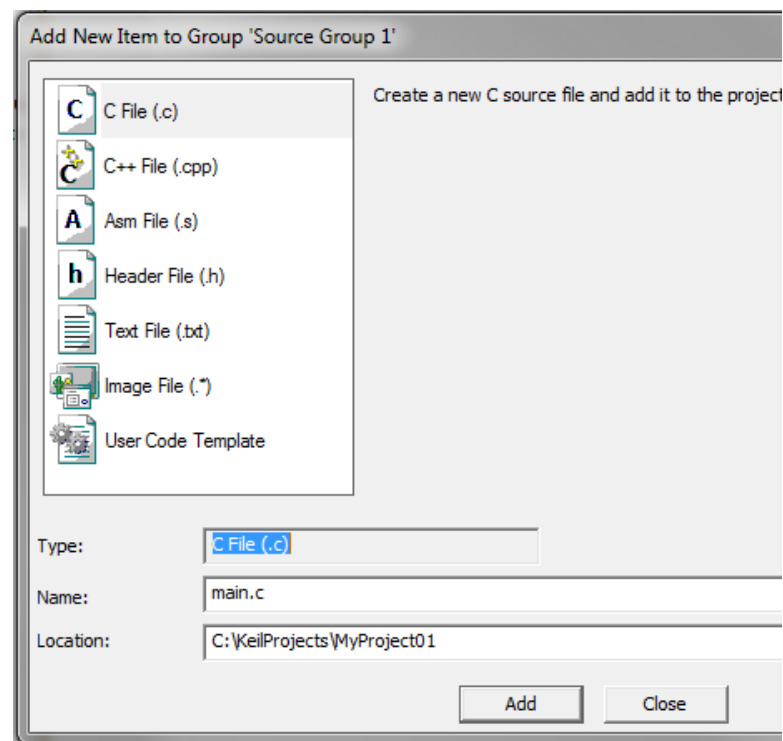 Add New Item to Group 'Source Group 1'
C File (.c)
Create a new C source file and add it to the project
C++ File (.cpp)
Asm File (.s)
Header File (.h)
Text File (.txt)
Image File (.*)
User Code Template
Type:
C File (.c)
Name:
main.c
Location:
C:\KeilProjects\MyProject01
Add
Close